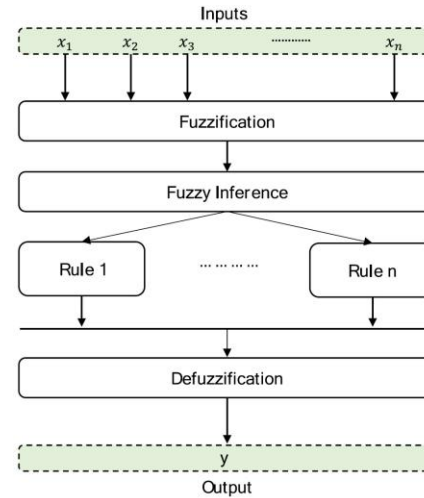 Inputs
x₁ x₂ x₃ ............ xₙ
Fuzzification
Fuzzy Inference
Rule 1 ... ... ... ... Rule n
Defuzzification
y
Output